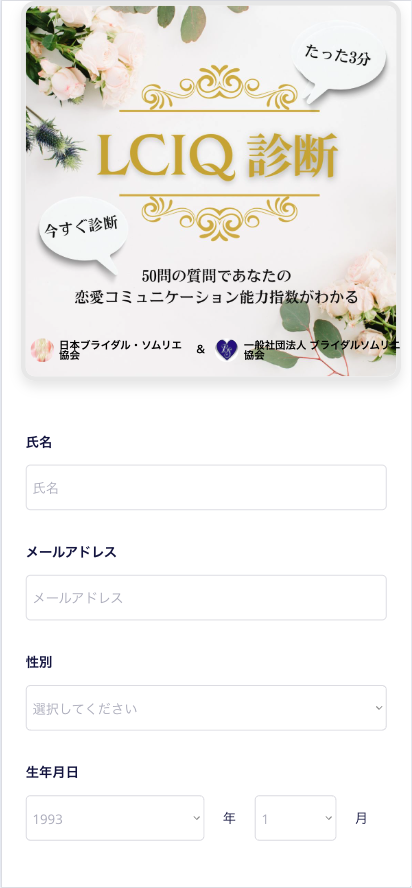 たった3分
LCIQ 診断
今すぐ診断
50問の質問であなたの
恋愛コミュニケーション能力指数がわかる
日本ブライダル・ソムリエ
協会
&
一般社団法人 ブライダルソムリエ
協会
氏名
氏名
メールアドレス
メールアドレス
性別
選択してください
生年月日
1993 年 1 月